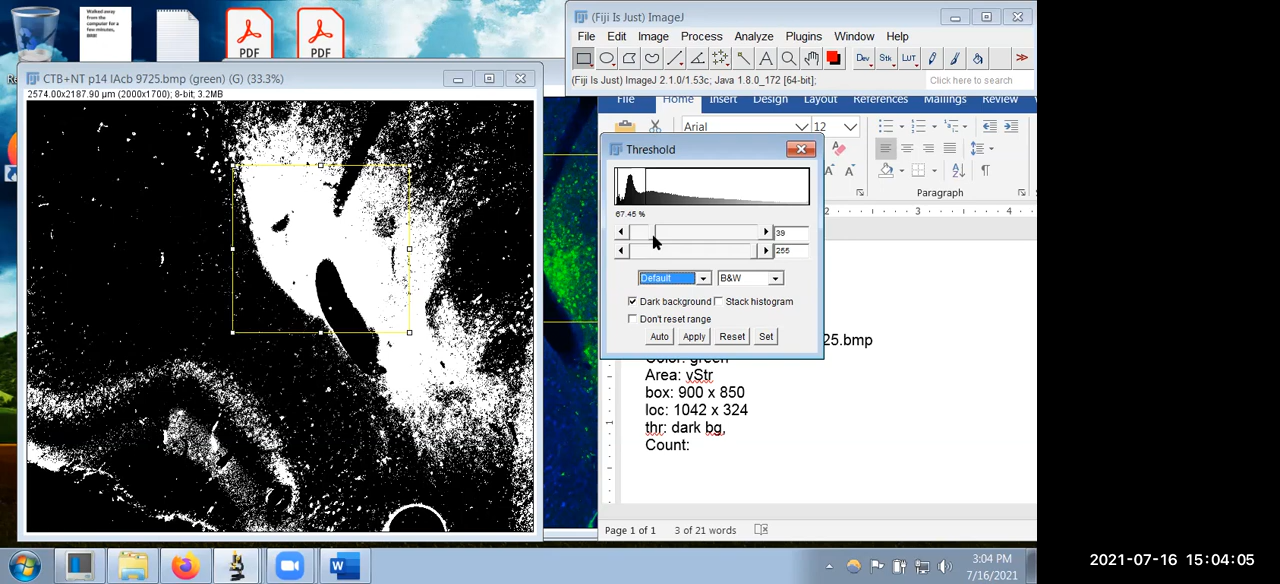 Walked away
from the
computer for a
few minutes,
PDF
PDF
(Fiji Is Just) ImageJ
File Edit Image Process Analyze Plugins Window Help
Dev Stk LUT
(Fiji Is Just) ImageJ 2.1.0/1.53c; Java 1.8.0_172 [64-bit];
Click here to search
CTB+NT p14 IAcb 9725.bmp (green) (G) (33.3%)
2574.00x2187.90 µm (2000x1700); 8-bit; 3.2MB
File Home Insert Design Layout References Mailings Review
Arial 12
Paragraph
Threshold
67.45 %
39
255
Default B&W
Dark background Stack histogram
Don't reset range
Auto Apply Reset Set
2 3 4
25.bmp
Color: green
Area: vStr
box: 900 x 850
loc: 1042 x 324
thr: dark bg,
Count:
1
Page 1 of 1 3 of 21 words
W
3:04 PM
7/16/2021
2021-07-16 15:04:05